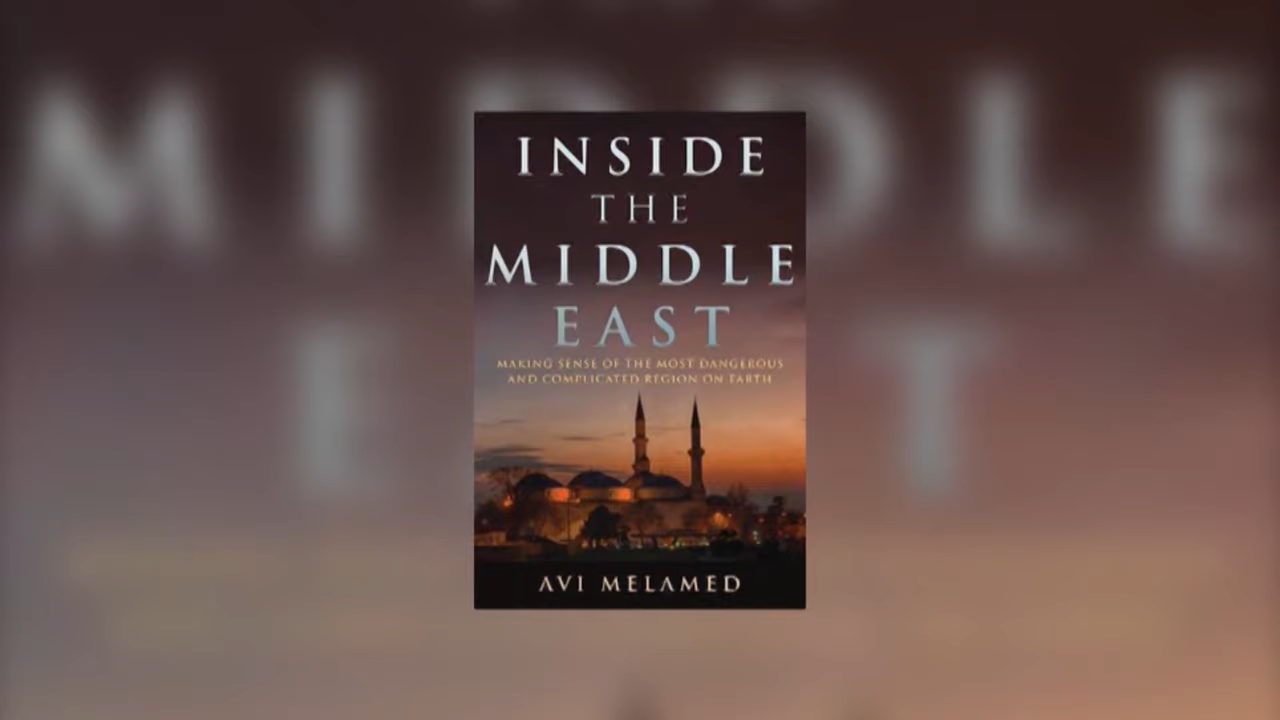 INSIDE
THE
MIDDLE
EAST
MAKING SENSE OF THE MOST DANGEROUS
AND COMPLICATED REGION ON EARTH
AVI MELAMED